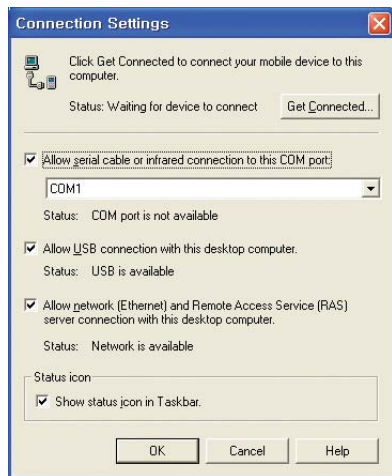 Connection Settings
Click Get Connected to connect your mobile device to this
computer.
Status: Waiting for device to connect
Get Connected...
Allow serial cable or infrared connection to this COM port:
COM1
Status: COM port is not available
Allow USB connection with this desktop computer.
Status: USB is available
Allow network (Ethernet) and Remote Access Service (RAS)
server connection with this desktop computer.
Status: Network is available
Status icon
Show status icon in Taskbar.
OK
Cancel
Help